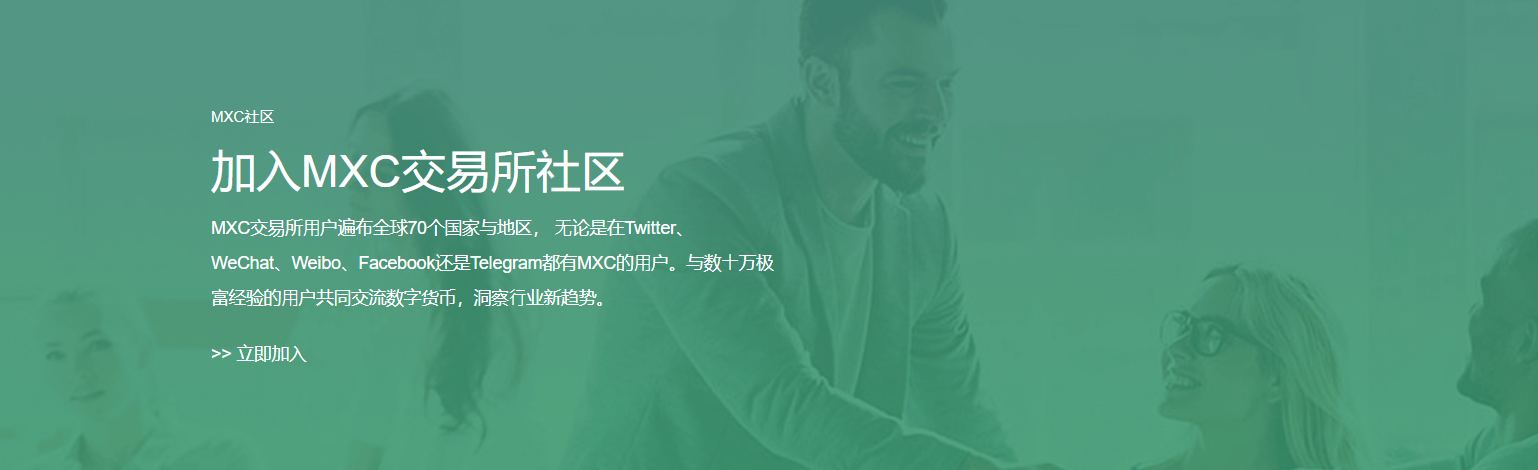 MXC社区
加入MXC交易所社区
MXC交易所用户遍布全球70个国家与地区， 无论是在Twitter、
WeChat、Weibo、Facebook还是Telegram都有MXC的用户。与数十万极
富经验的用户共同交流数字货币，洞察行业新趋势。
>> 立即加入